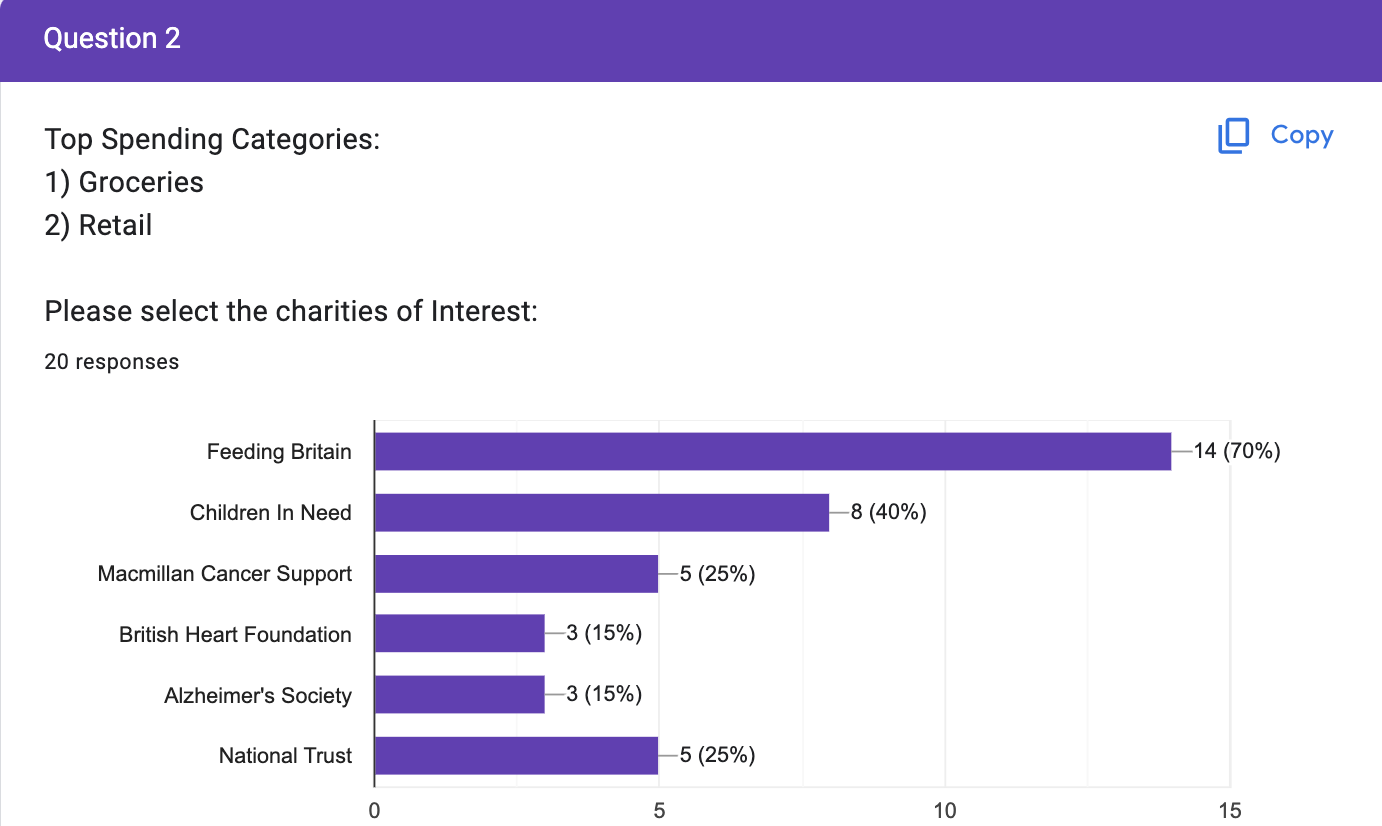 Question 2
Top Spending Categories:
Copy
1) Groceries
2) Retail
Please select the charities of Interest:
20 responses
Feeding Britain 14 (70%)
Children In Need 8 (40%)
Macmillan Cancer Support 5 (25%)
British Heart Foundation 3 (15%)
Alzheimer's Society 3 (15%)
National Trust 5 (25%)
0 5 10 15